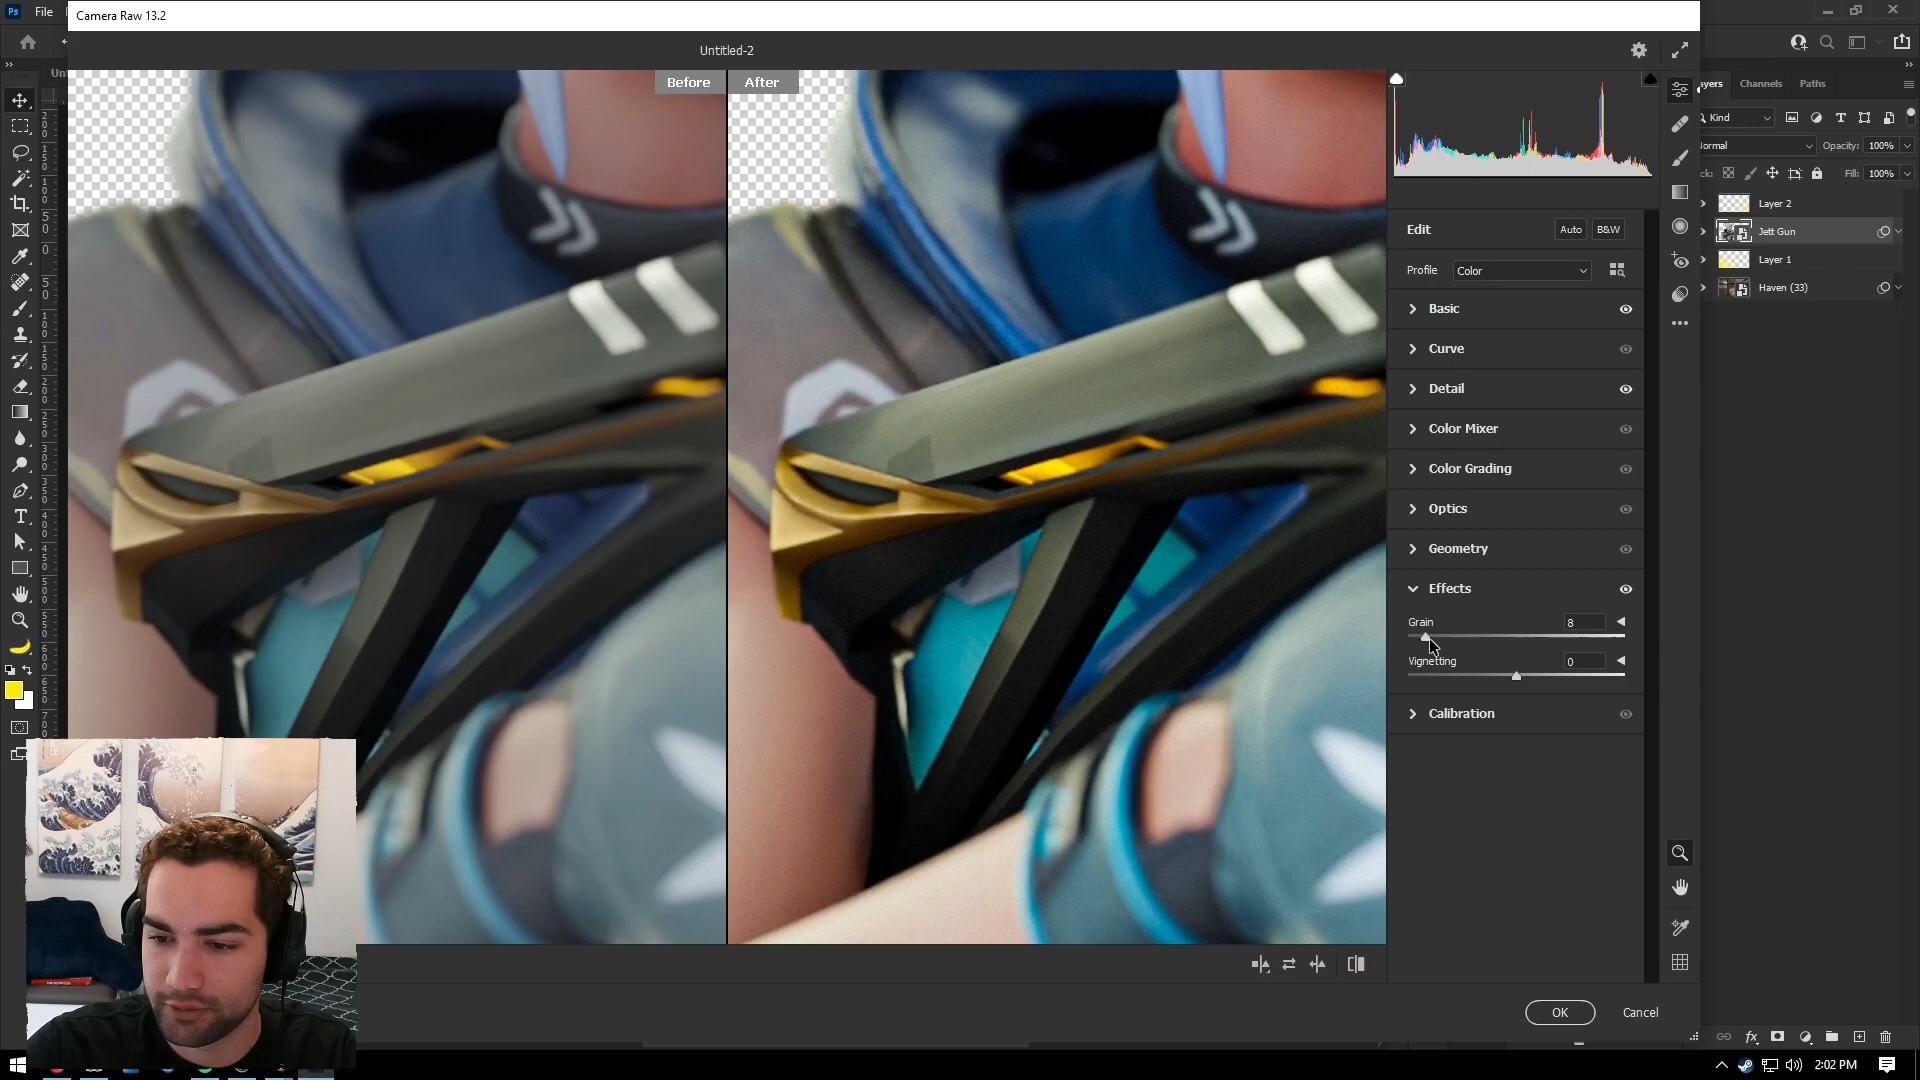 Ps File
Camera Raw 13.2
Untitled-2
Before
After
Edit
Auto
B&W
Profile
Color
Basic
Curve
Detail
Color Mixer
Color Grading
Optics
Geometry
Effects
Grain
8
Vignetting
0
Calibration
OK
Cancel
Channels
Paths
Kind
Opacity: 100%
Fill: 100%
Layer 2
Jett Gun
Layer 1
Haven (33)
fx
2:02 PM